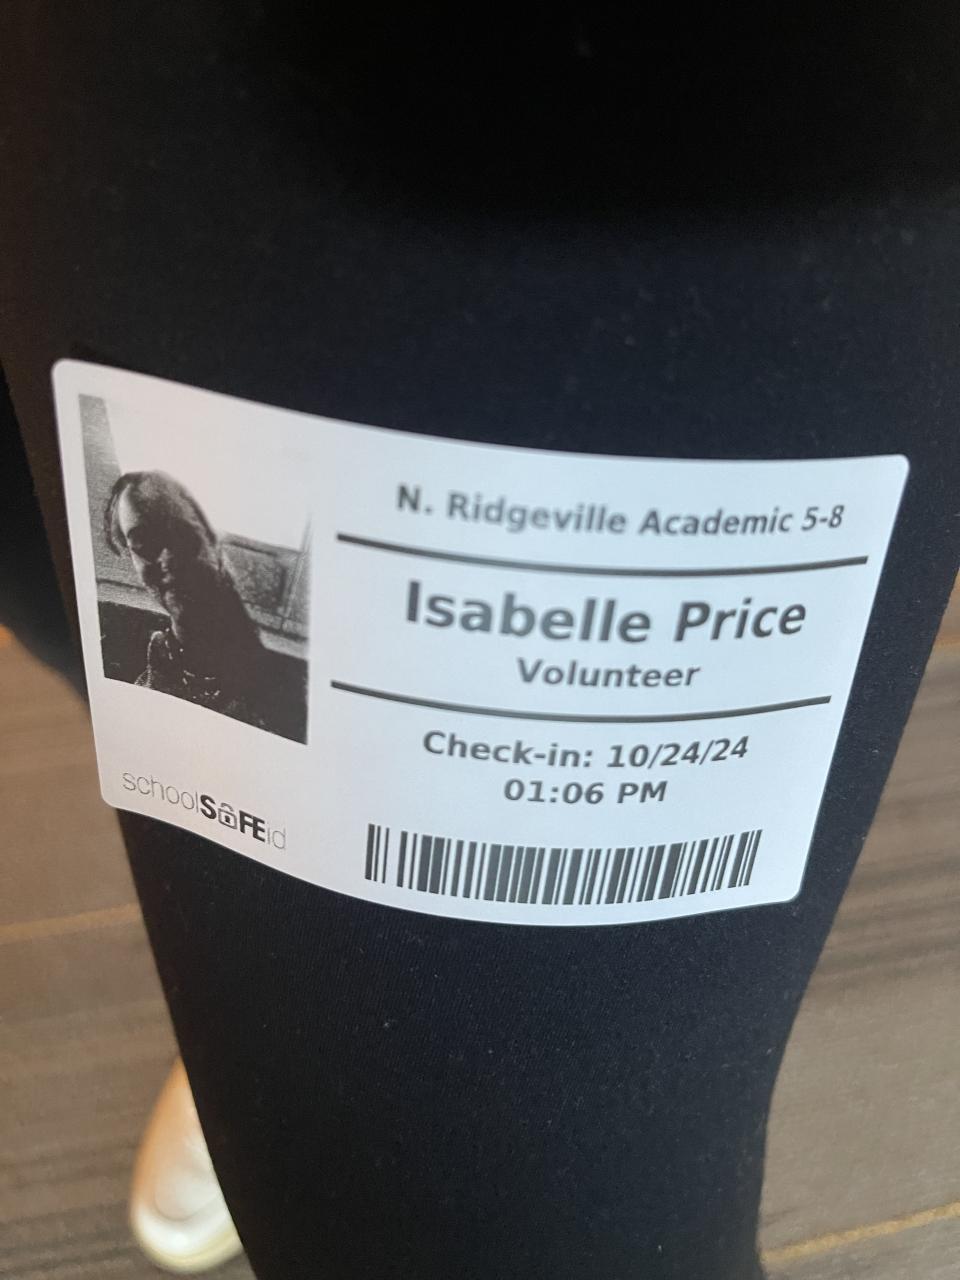 N. Ridgeville Academic 5-8
Isabelle Price
Volunteer
Check-in: 10/24/24
01:06 PM
schoolSAFEid